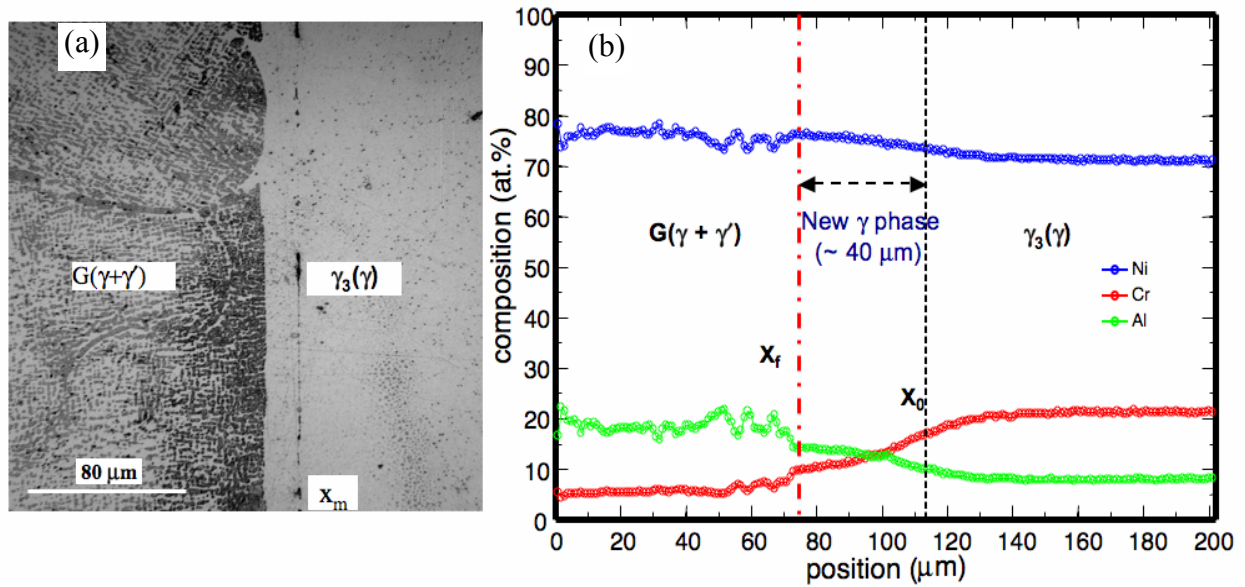 (a)
G(γ+γ′)
γ₃(γ)
80 μm
xₘ
(b)
composition (at.%)
100
90
80
70
60
50
40
30
20
10
0
New γ phase
(~ 40 μm)
G(γ + γ′)
γ₃(γ)
Ni
Cr
Al
X_f
X₀
0 20 40 60 80 100 120 140 160 180 200
position (μm)